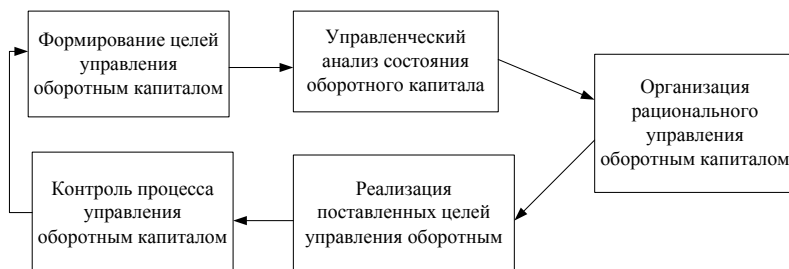 Формирование целей
управления
оборотным капиталом
Управленческий
анализ состояния
оборотного капитала
Организация
рационального
управления
оборотным капиталом
Реализация
поставленных целей
управления оборотным
Контроль процесса
управления
оборотным капиталом